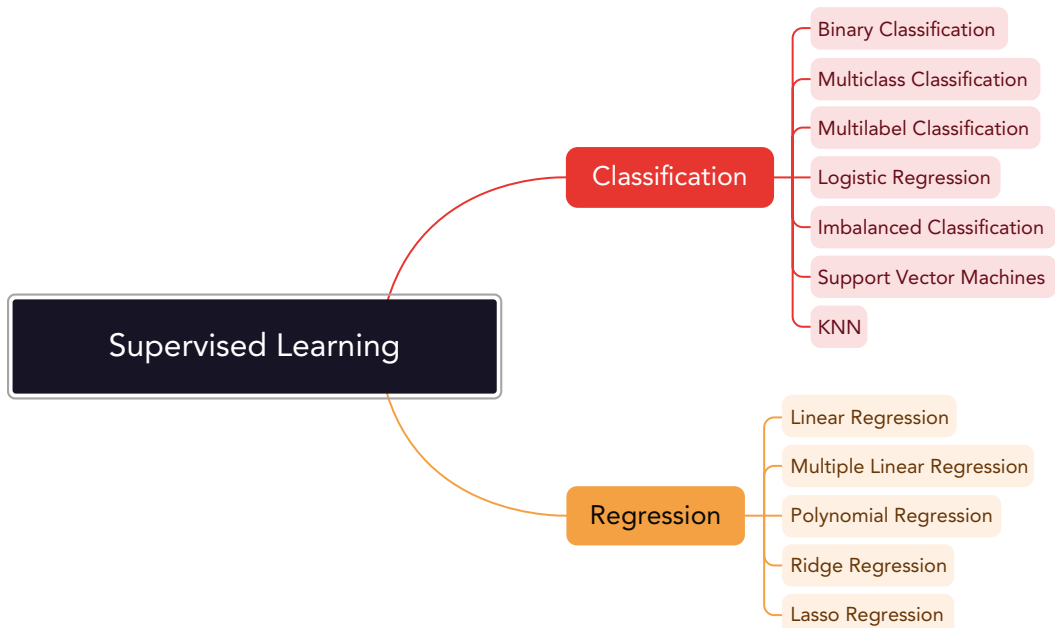 Supervised Learning
Classification
Binary Classification
Multiclass Classification
Multilabel Classification
Logistic Regression
Imbalanced Classification
Support Vector Machines
KNN
Regression
Linear Regression
Multiple Linear Regression
Polynomial Regression
Ridge Regression
Lasso Regression